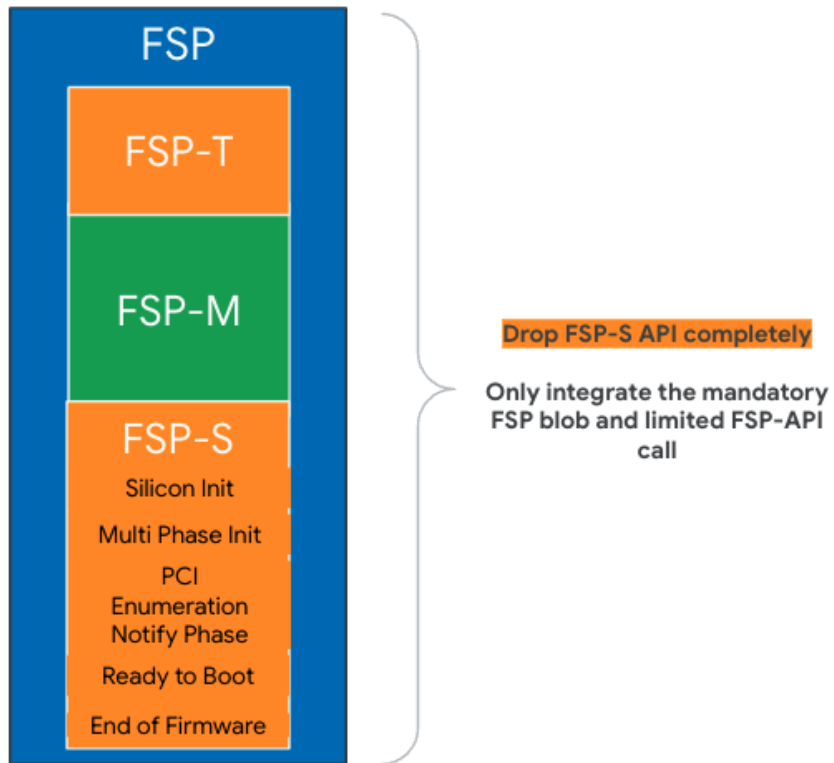 FSP
FSP-T
FSP-M
FSP-S
Silicon Init
Multi Phase Init
PCI
Enumeration
Notify Phase
Ready to Boot
End of Firmware
Drop FSP-S API completely
Only integrate the mandatory
FSP blob and limited FSP-API
call